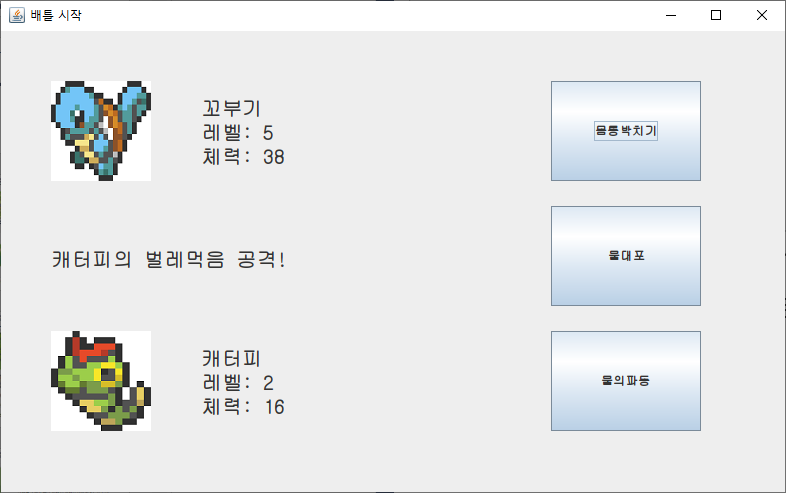 배틀 시작
꼬부기
레벨: 5
체력: 38
몸통박치기
캐터피의 벌레먹음 공격!
물대포
캐터피
레벨: 2
체력: 16
물의파동